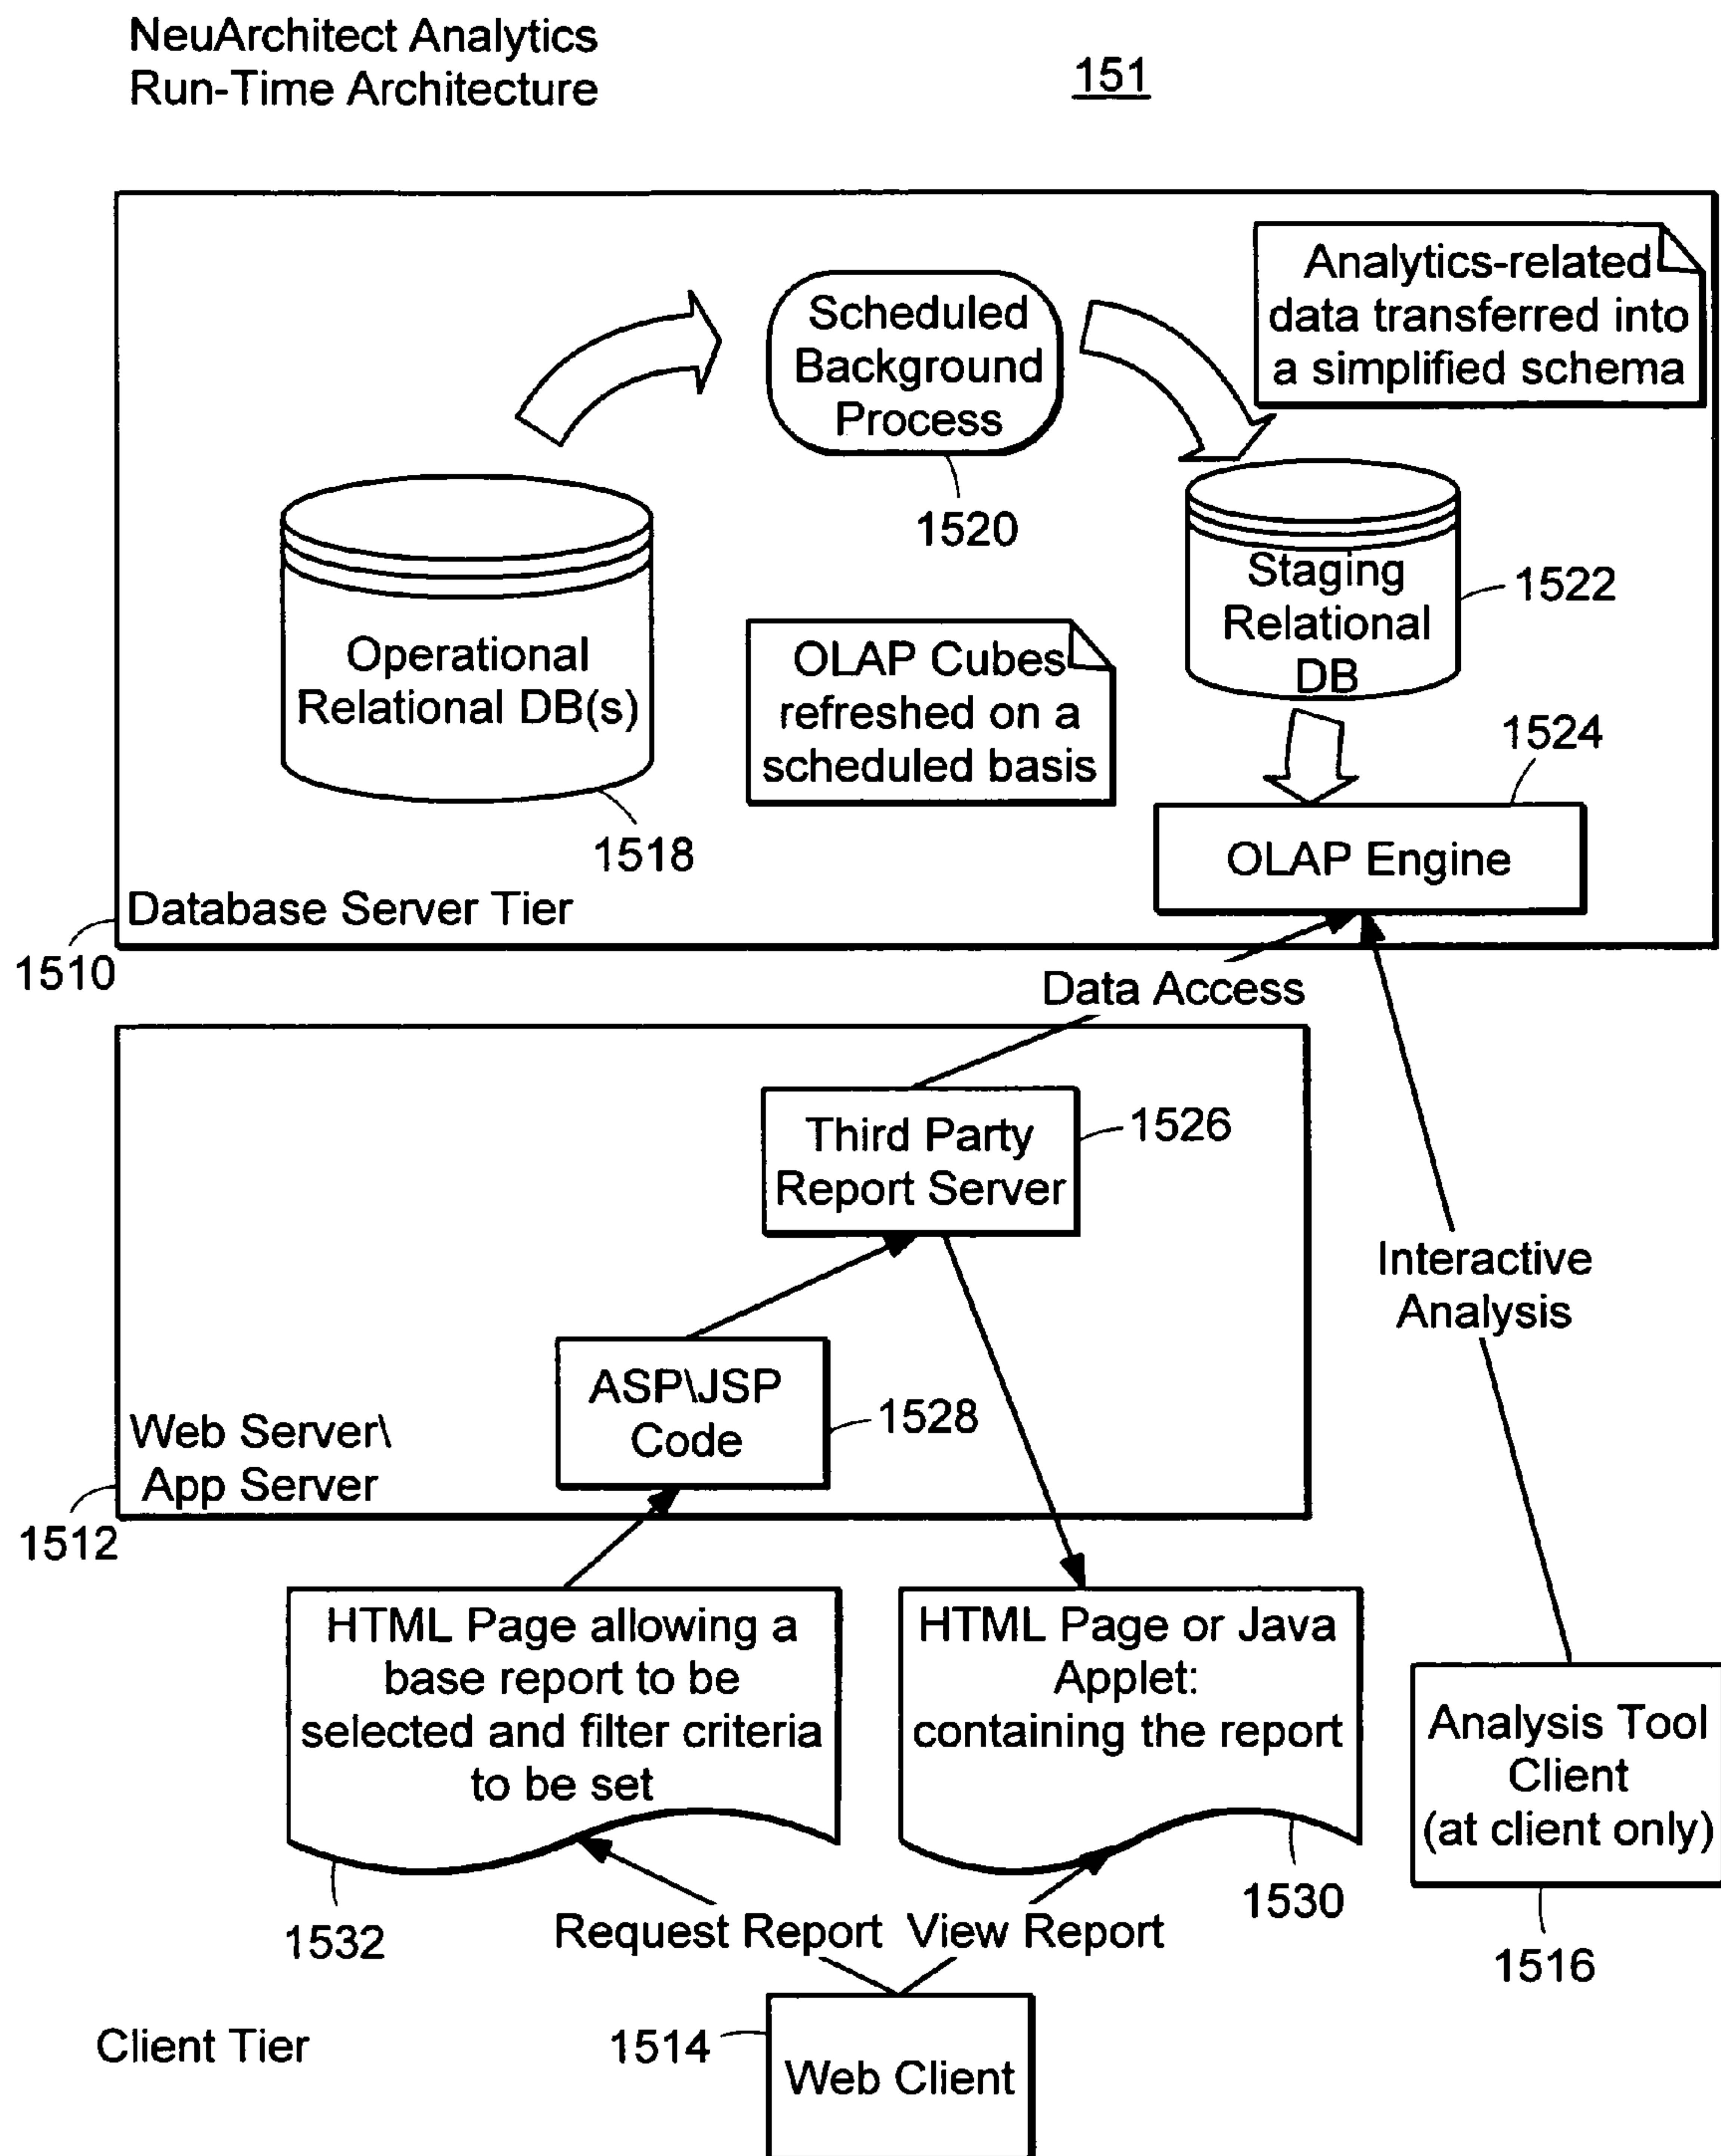 NeuArchitect Analytics
Run-Time Architecture
151
Analytics-related
data transferred into
a simplified schema
Scheduled
Background
Process
1520
Staging
Relational
DB
1522
Operational
Relational DB(s)
1518
OLAP Cubes
refreshed on a
scheduled basis
1524
OLAP Engine
Database Server Tier
1510
Data Access
Third Party
Report Server
1526
Interactive
Analysis
ASP\JSP
Code
1528
Web Server\
App Server
1512
HTML Page allowing a
base report to be
selected and filter criteria
to be set
1532
HTML Page or Java
Applet:
containing the report
1530
Analysis Tool
Client
(at client only)
1516
Request Report
View Report
Client Tier
1514
Web Client